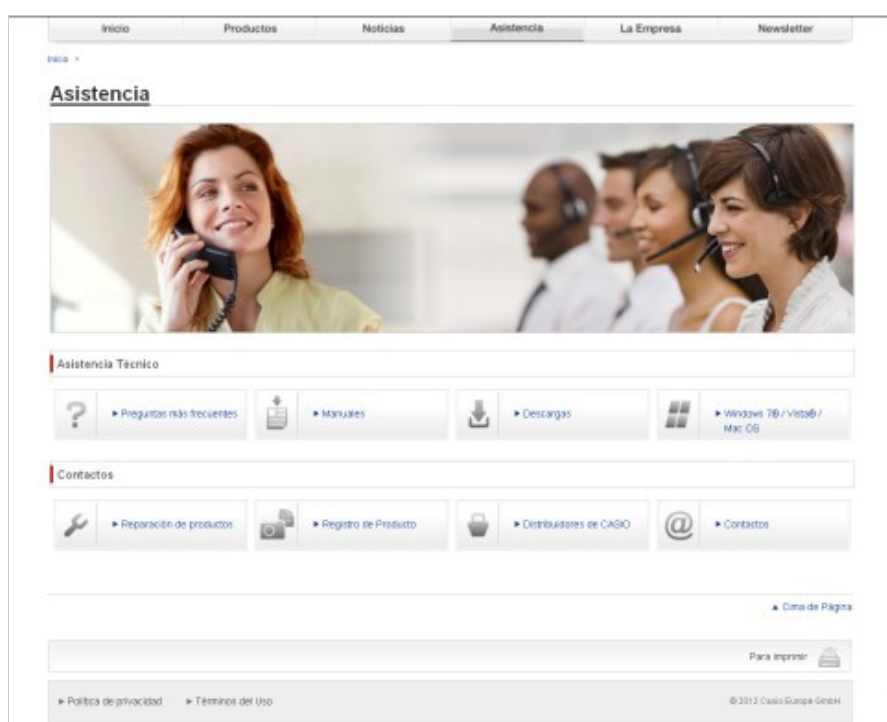 Inicio Productos Noticias Asistencia La Empresa Newsletter
Inicio
Asistencia
Asistencia Técnico
Preguntas más frecuentes Manuales Descargas Windows 7® / Vista® /
Mac OS
Contactos
Reparación de productos Registro de Producto Distribuidores de CASIO Contactos
Cima de Página
Para imprimir
Política de privacidad Términos del Uso © 2012 Casio Europe GmbH